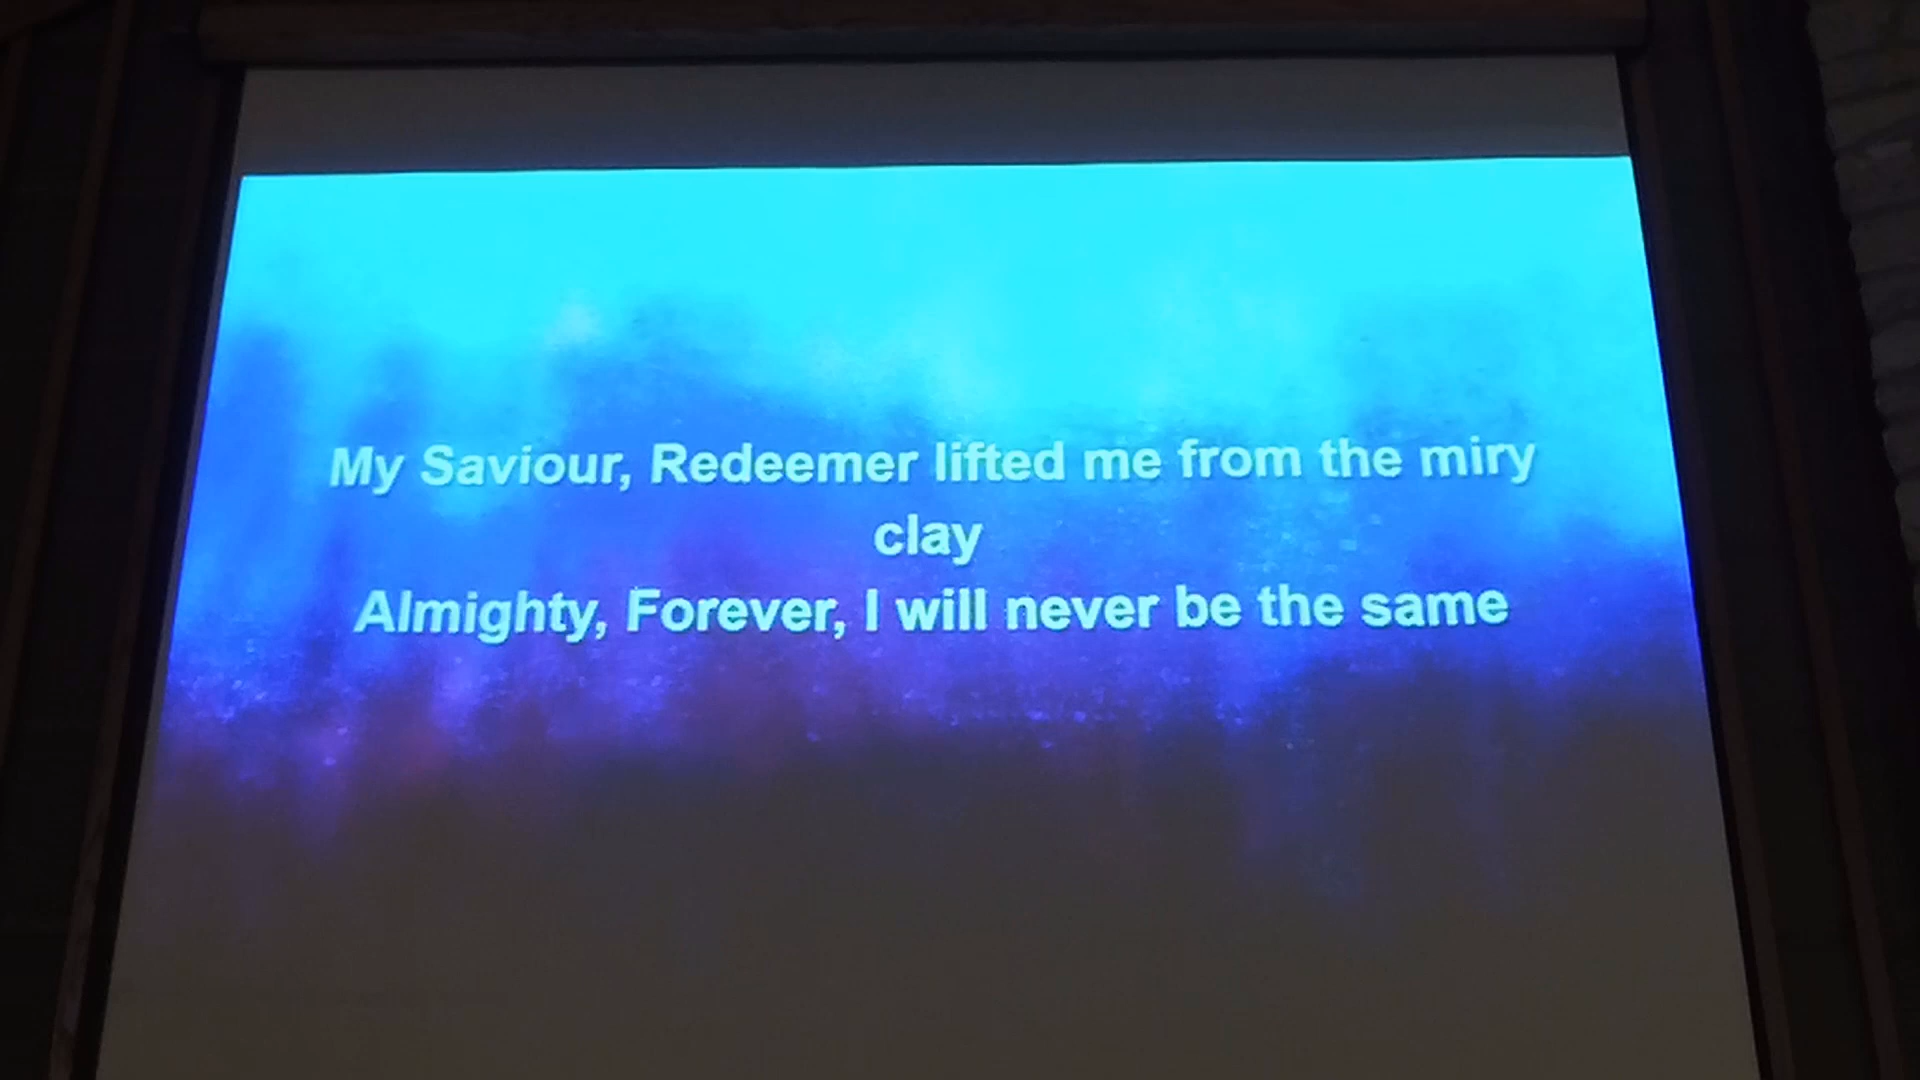 My Saviour, Redeemer lifted me from the miry
clay
Almighty, Forever, I will never be the same